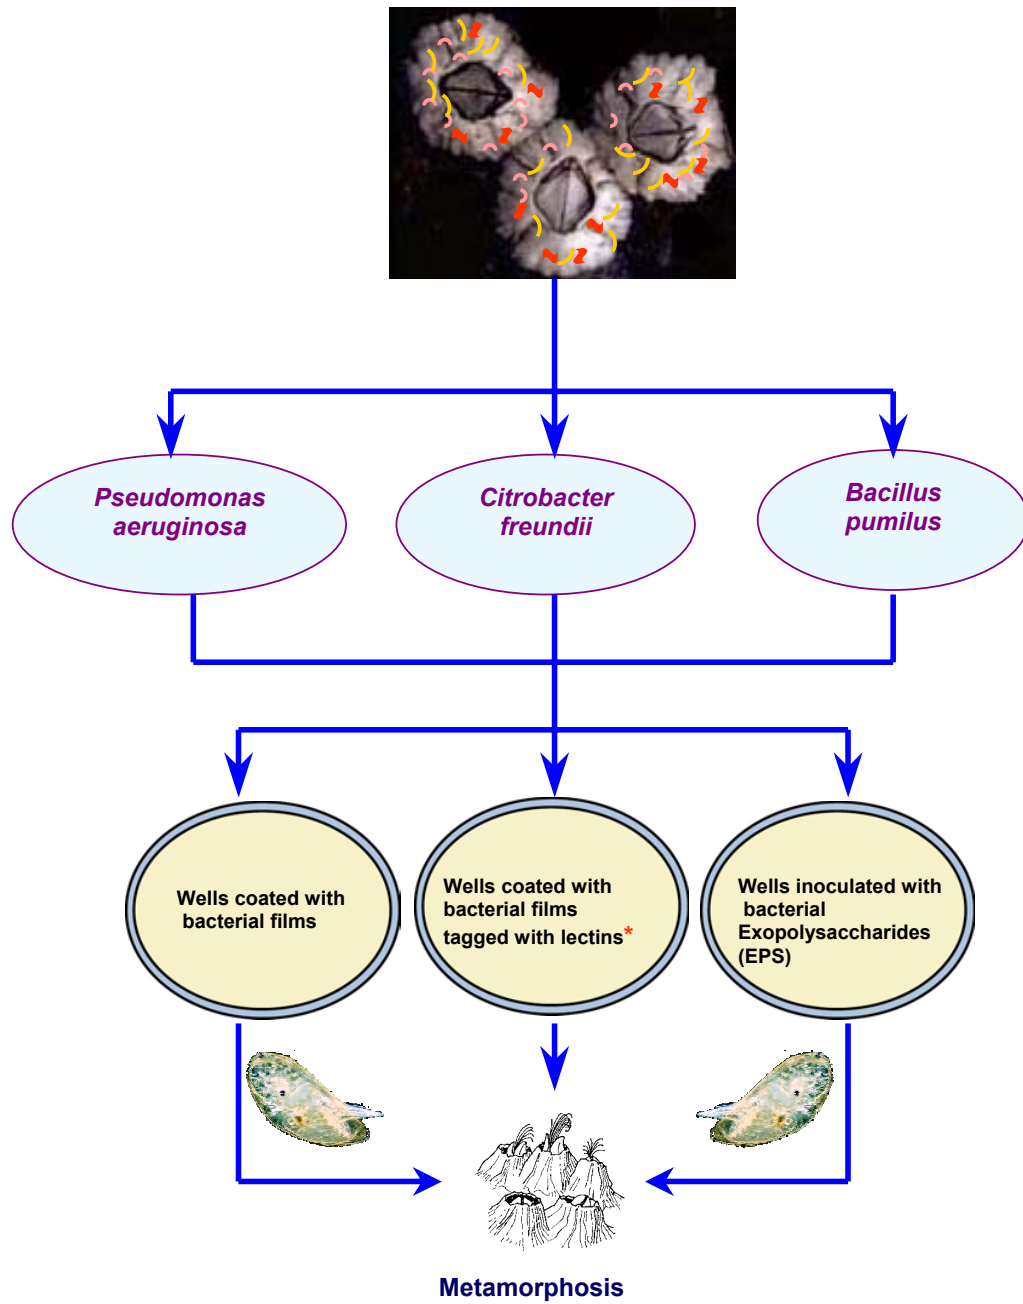 Pseudomonas
aeruginosa
Citrobacter
freundii
Bacillus
pumilus
Wells coated with
bacterial films
Wells coated with
bacterial films
tagged with lectins*
Wells inoculated with
bacterial
Exopolysaccharides
(EPS)
Metamorphosis